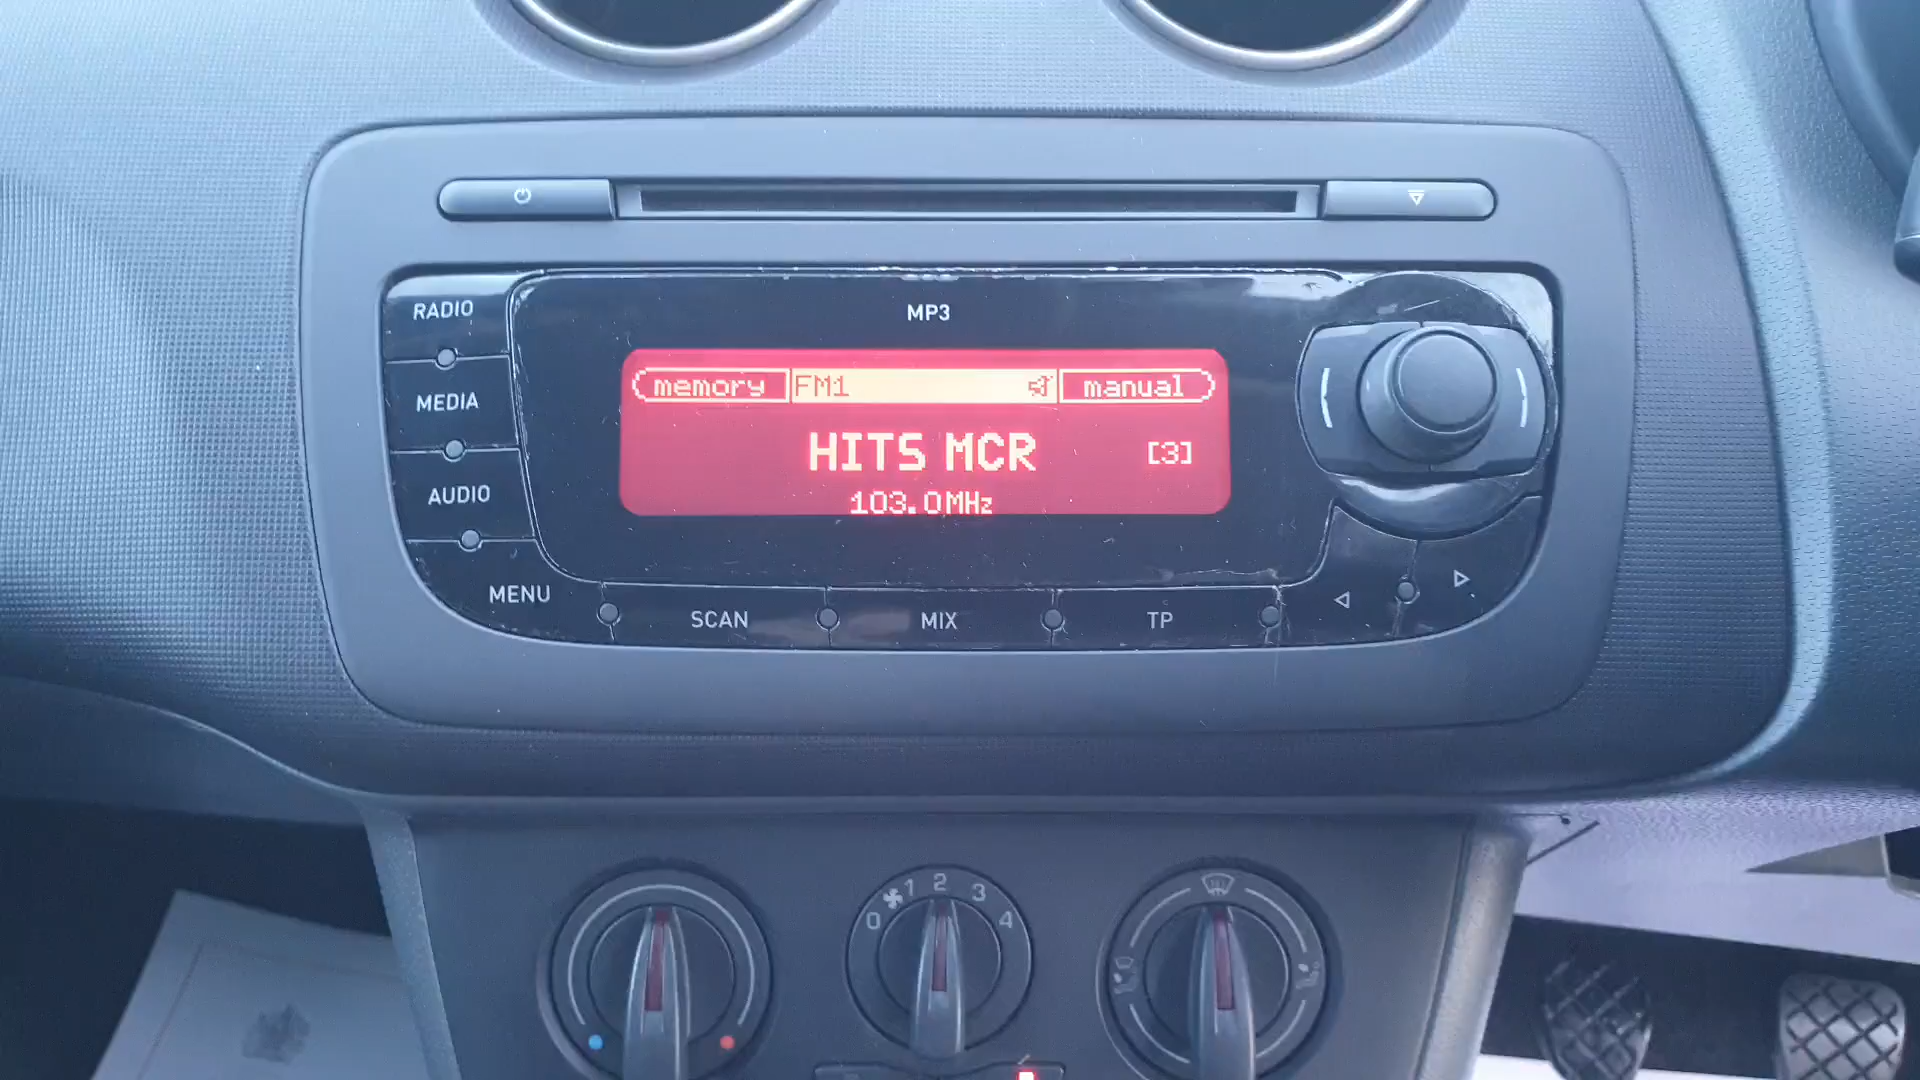 RADIO
MP3
MEDIA
memory FM1 manual
HITS MCR [3]
103.0MHz
AUDIO
MENU
SCAN MIX TP
0 1 2 3 4